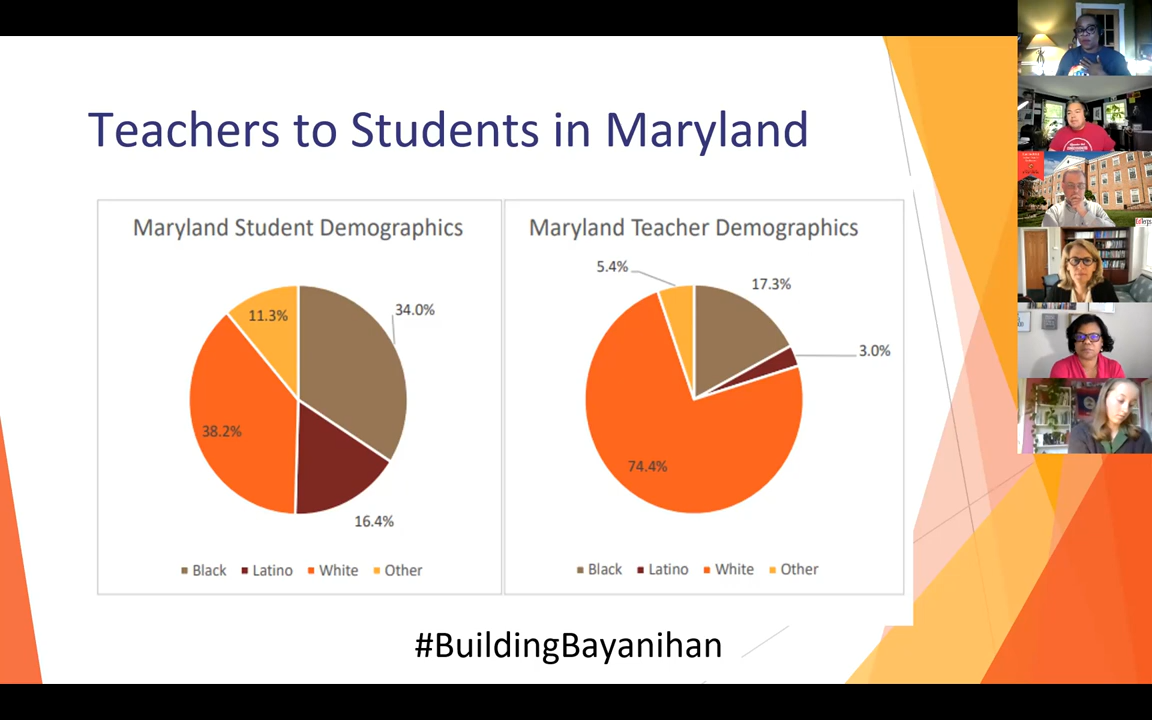 Teachers to Students in Maryland
Maryland Student Demographics
11.3%
34.0%
38.2%
16.4%
Black Latino White Other
Maryland Teacher Demographics
5.4%
17.3%
3.0%
74.4%
Black Latino White Other
#BuildingBayanihan